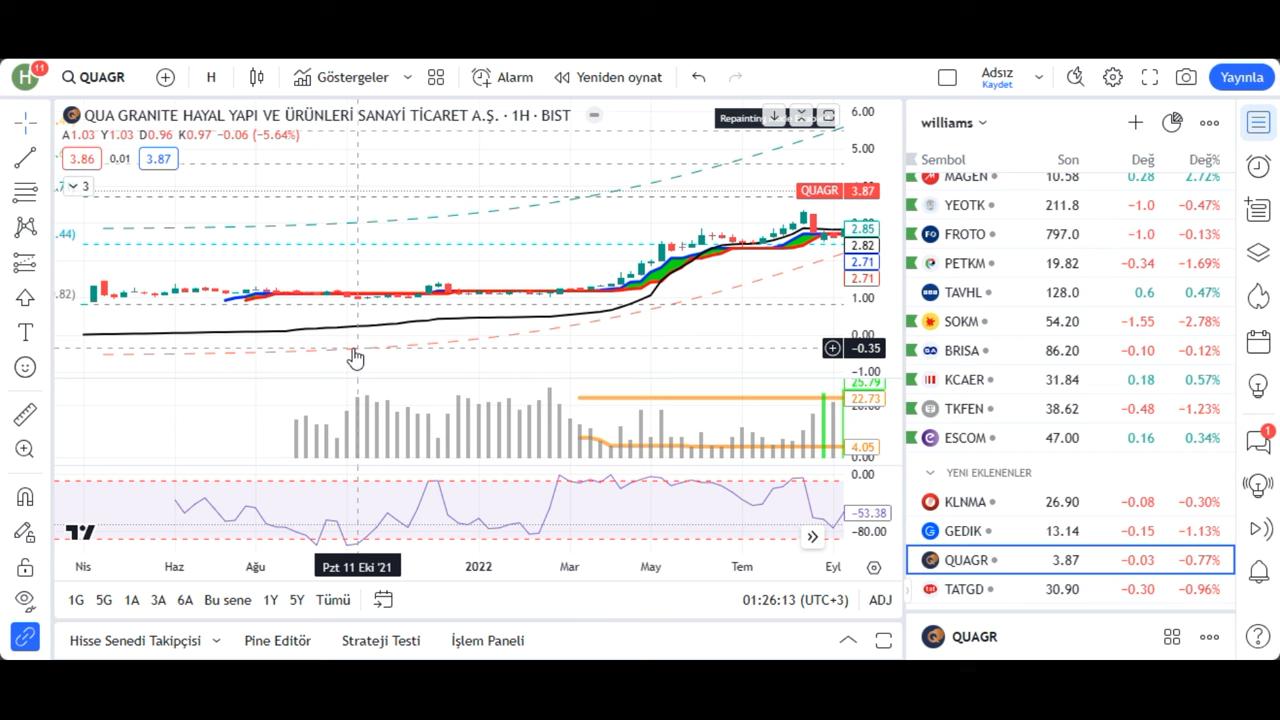 H 11 QUAGR H Göstergeler Alarm Yeniden oynat Adsız Kaydet Yayınla
QUA GRANITE HAYAL YAPI VE ÜRÜNLERİ SANAYİ TİCARET A.Ş. · 1H · BIST
Repainting
A1.03 Y1.03 D0.96 K0.97 −0.06 (−5.64%)
3.86 0,01 3.87
3
.44)
.82)
6.00
5.00
QUAGR 3.87
2.85
2.82
2.71
2.71
1.00
0.00
−0.35
−1.00
25.79
22.73
4.05
0.00
0.00
−53.38
−80.00
Nis Haz Ağu Pzt 11 Eki '21 2022 Mar May Tem Eyl
1G 5G 1A 3A 6A Bu sene 1Y 5Y Tümü 01:26:13 (UTC+3) ADJ
Hisse Senedi Takipçisi Pine Editör Strateji Testi İşlem Paneli
williams
Sembol Son Değ Değ%
MAGEN 10.58 0.28 2.72%
YEOTK 211.8 −1.0 −0.47%
FROTO 797.0 −1.0 −0.13%
PETKM 19.82 −0.34 −1.69%
TAVHL 128.0 0.6 0.47%
SOKM 54.20 −1.55 −2.78%
BRISA 86.20 −0.10 −0.12%
KCAER 31.84 0.18 0.57%
TKFEN 38.62 −0.48 −1.23%
ESCOM 47.00 0.16 0.34%
YENI EKLENENLER
KLNMA 26.90 −0.08 −0.30%
GEDIK 13.14 −0.15 −1.13%
QUAGR 3.87 −0.03 −0.77%
TATGD 30.90 −0.30 −0.96%
QUAGR
1